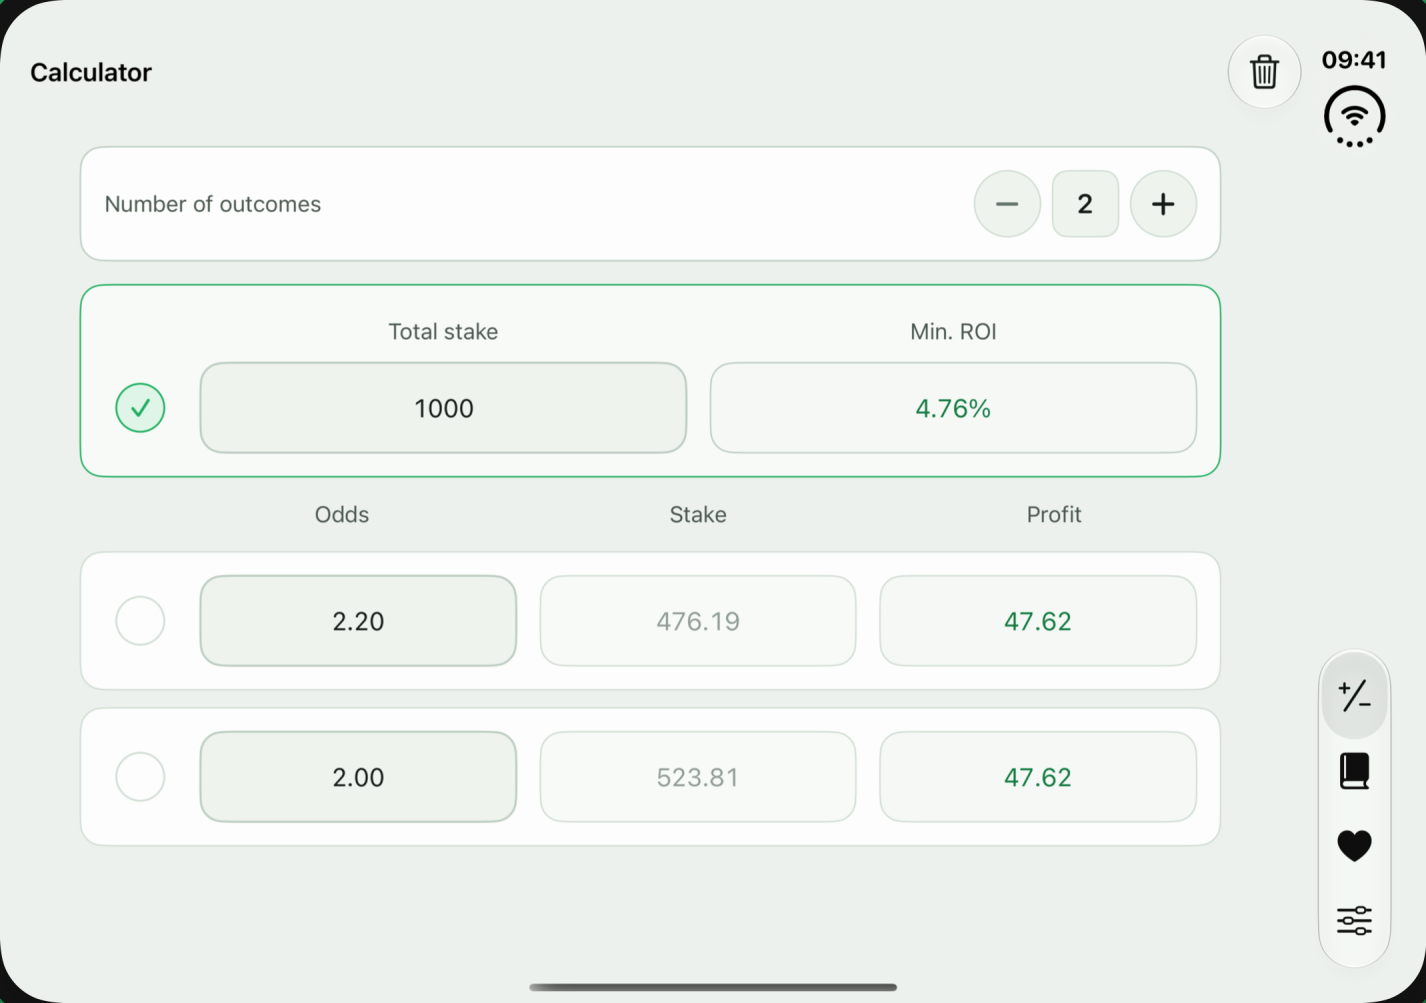 Calculator
09:41
Number of outcomes
2
Total stake
Min. ROI
1000
4.76%
Odds
Stake
Profit
2.20
476.19
47.62
2.00
523.81
47.62